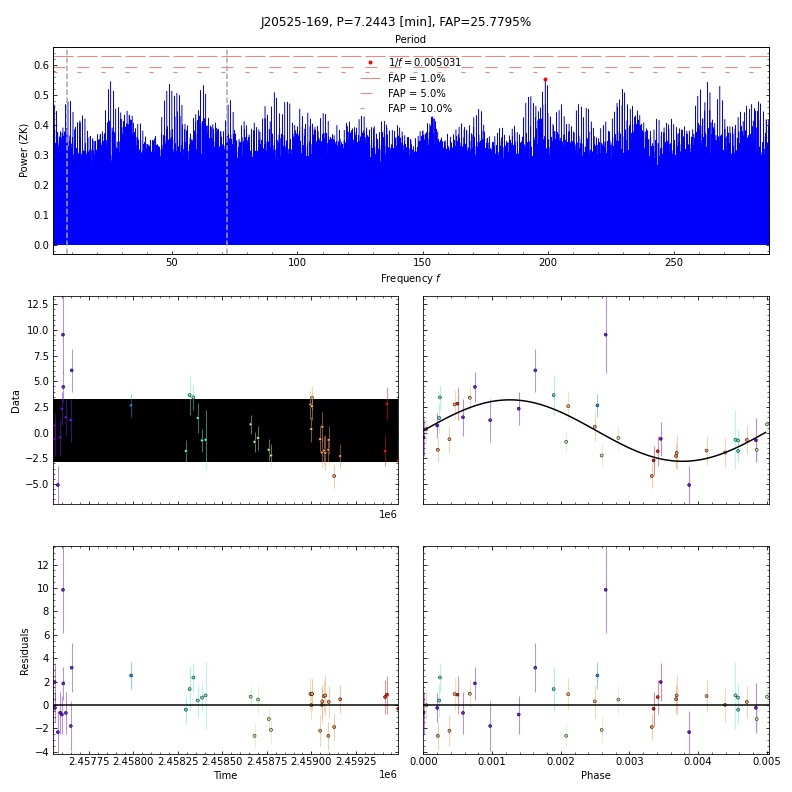 J20525-169, P=7.2443 [min], FAP=25.7795%
Period
1/f = 0.005031
FAP = 1.0%
FAP = 5.0%
FAP = 10.0%
Power (ZK)
0.6
0.5
0.4
0.3
0.2
0.1
0.0
50 100 150 200 250
Frequency f
Data
12.5
10.0
7.5
5.0
2.5
0.0
−2.5
−5.0
1e6
Residuals
12
10
8
6
4
2
0
−2
−4
2.45775 2.45800 2.45825 2.45850 2.45875 2.45900 2.45925
Time
1e6
0.000 0.001 0.002 0.003 0.004 0.005
Phase